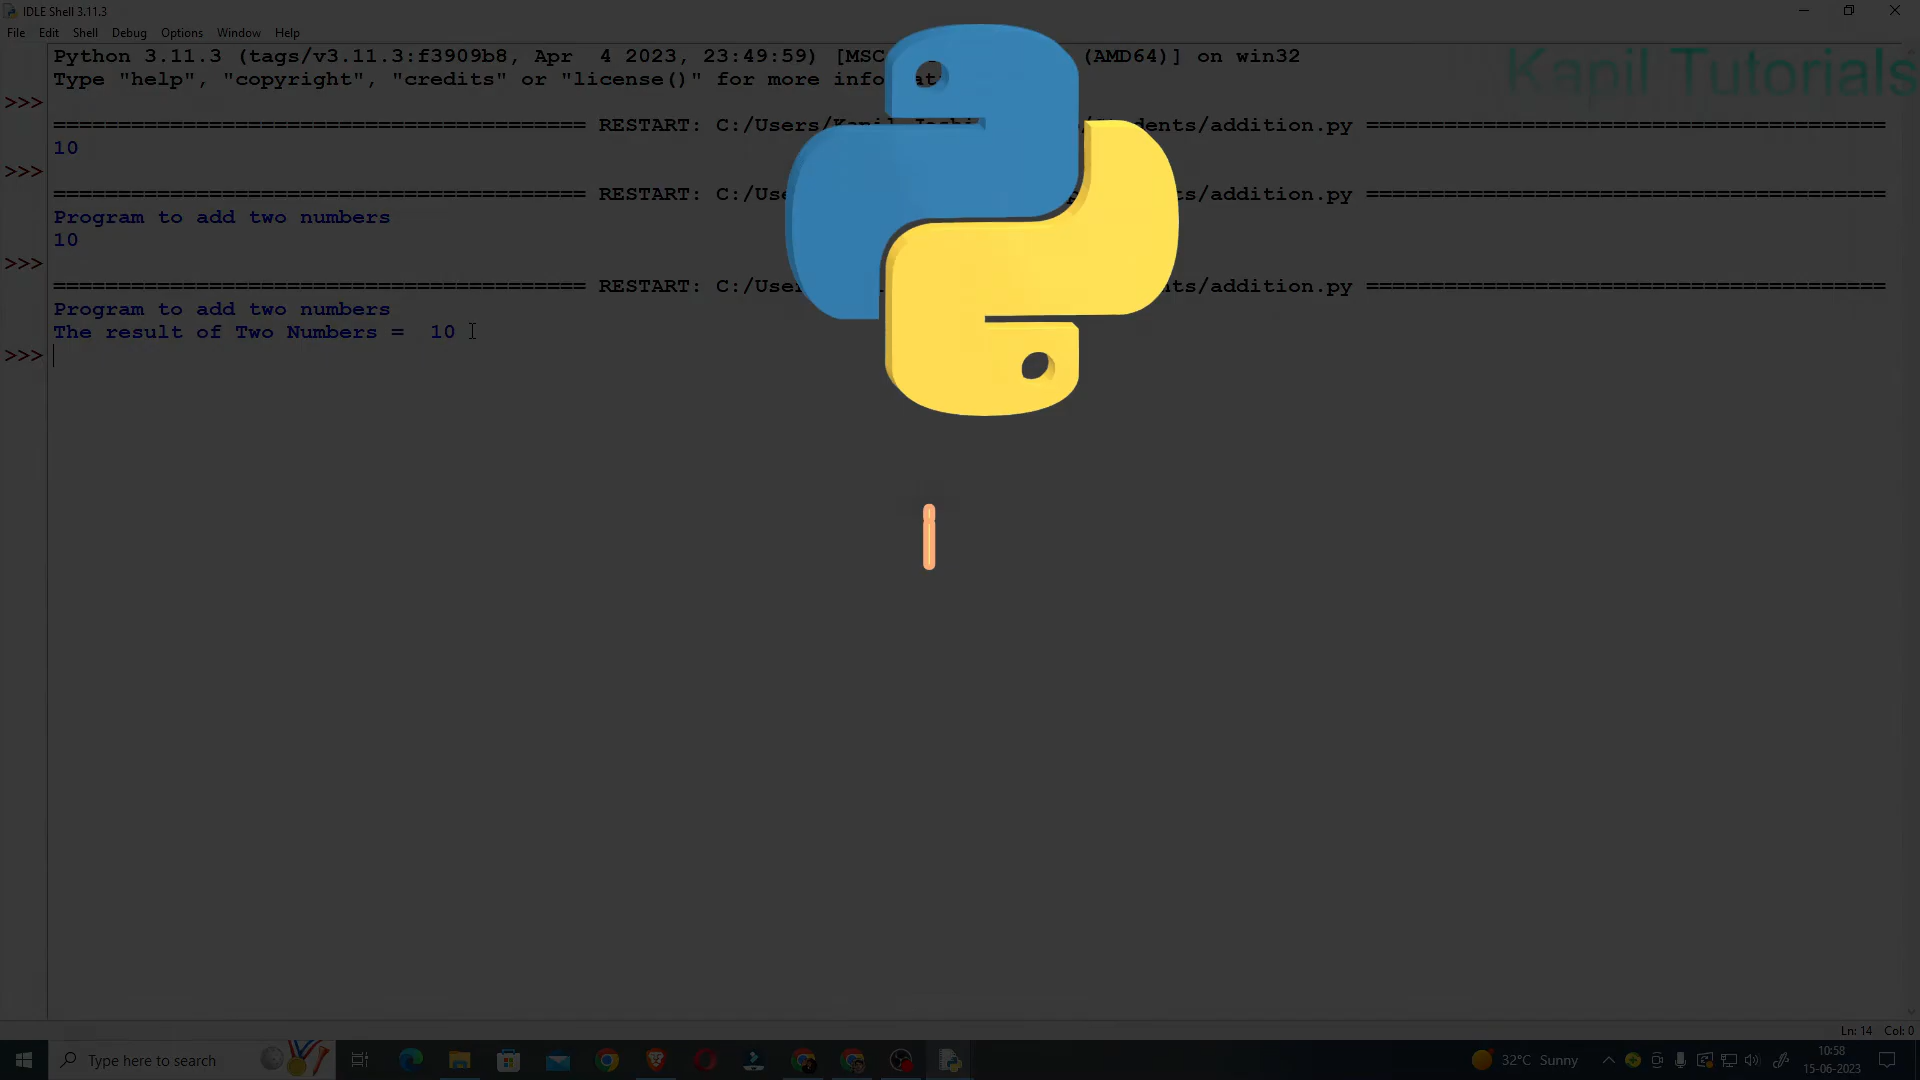 IDLE Shell 3.11.3
File Edit Shell Debug Options Window Help
Python 3.11.3 (tags/v3.11.3:f3909b8, Apr 4 2023, 23:49:59) [MSC (AMD64)] on win32
Type "help", "copyright", "credits" or "license()" for more
Kapil Tutorials
>>>
======================================== RESTART: C:/Users/ /addition.py ========================================
10
>>>
======================================== RESTART: /addition.py ========================================
Program to add two numbers
10
>>>
======================================== RESTART: /addition.py ========================================
Program to add two numbers
The result of Two Numbers = 10
>>>
Ln: 14 Col: 0
Type here to search
32°C Sunny
10:58
15-06-2023